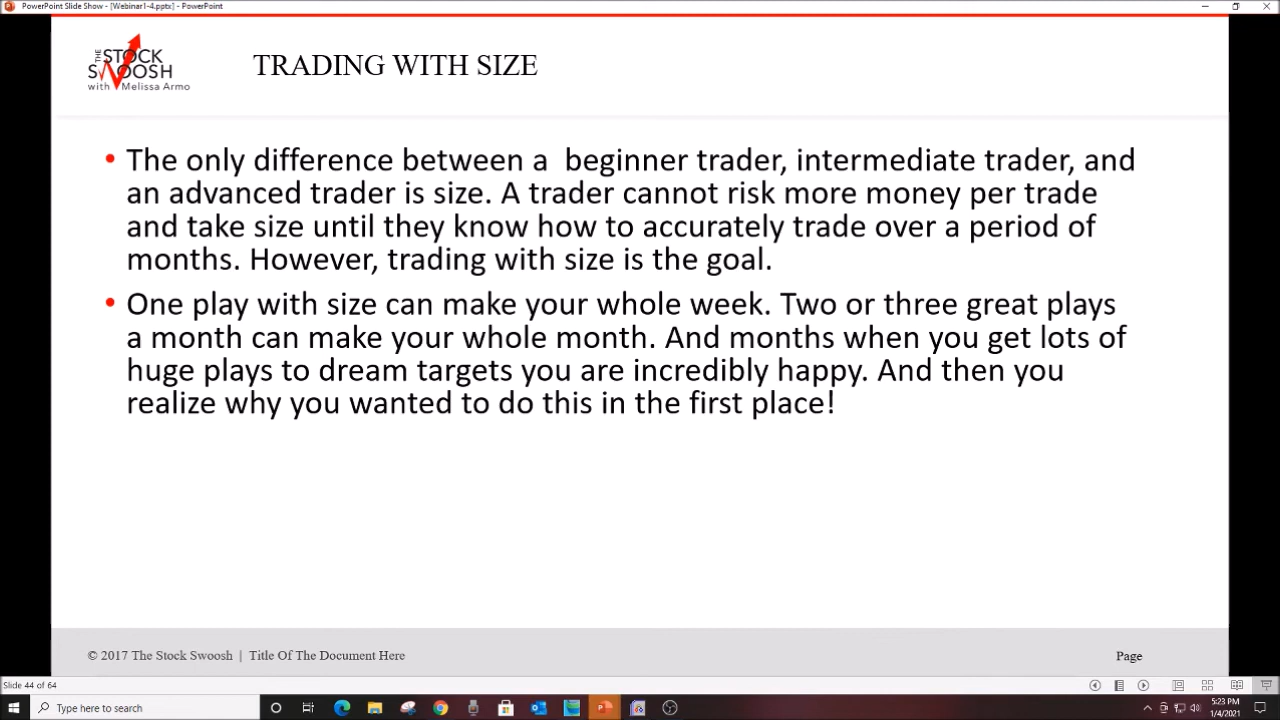 PowerPoint Slide Show - [Webinar1-4.pptx] - PowerPoint
THE
STOCK
SWOOSH
with Melissa Armo
TRADING WITH SIZE
• The only difference between a  beginner trader, intermediate trader, and
an advanced trader is size. A trader cannot risk more money per trade
and take size until they know how to accurately trade over a period of
months. However, trading with size is the goal.
• One play with size can make your whole week. Two or three great plays
a month can make your whole month. And months when you get lots of
huge plays to dream targets you are incredibly happy. And then you
realize why you wanted to do this in the first place!
© 2017 The Stock Swoosh | Title Of The Document Here
Page
Slide 44 of 64
Type here to search
5:23 PM
1/4/2021